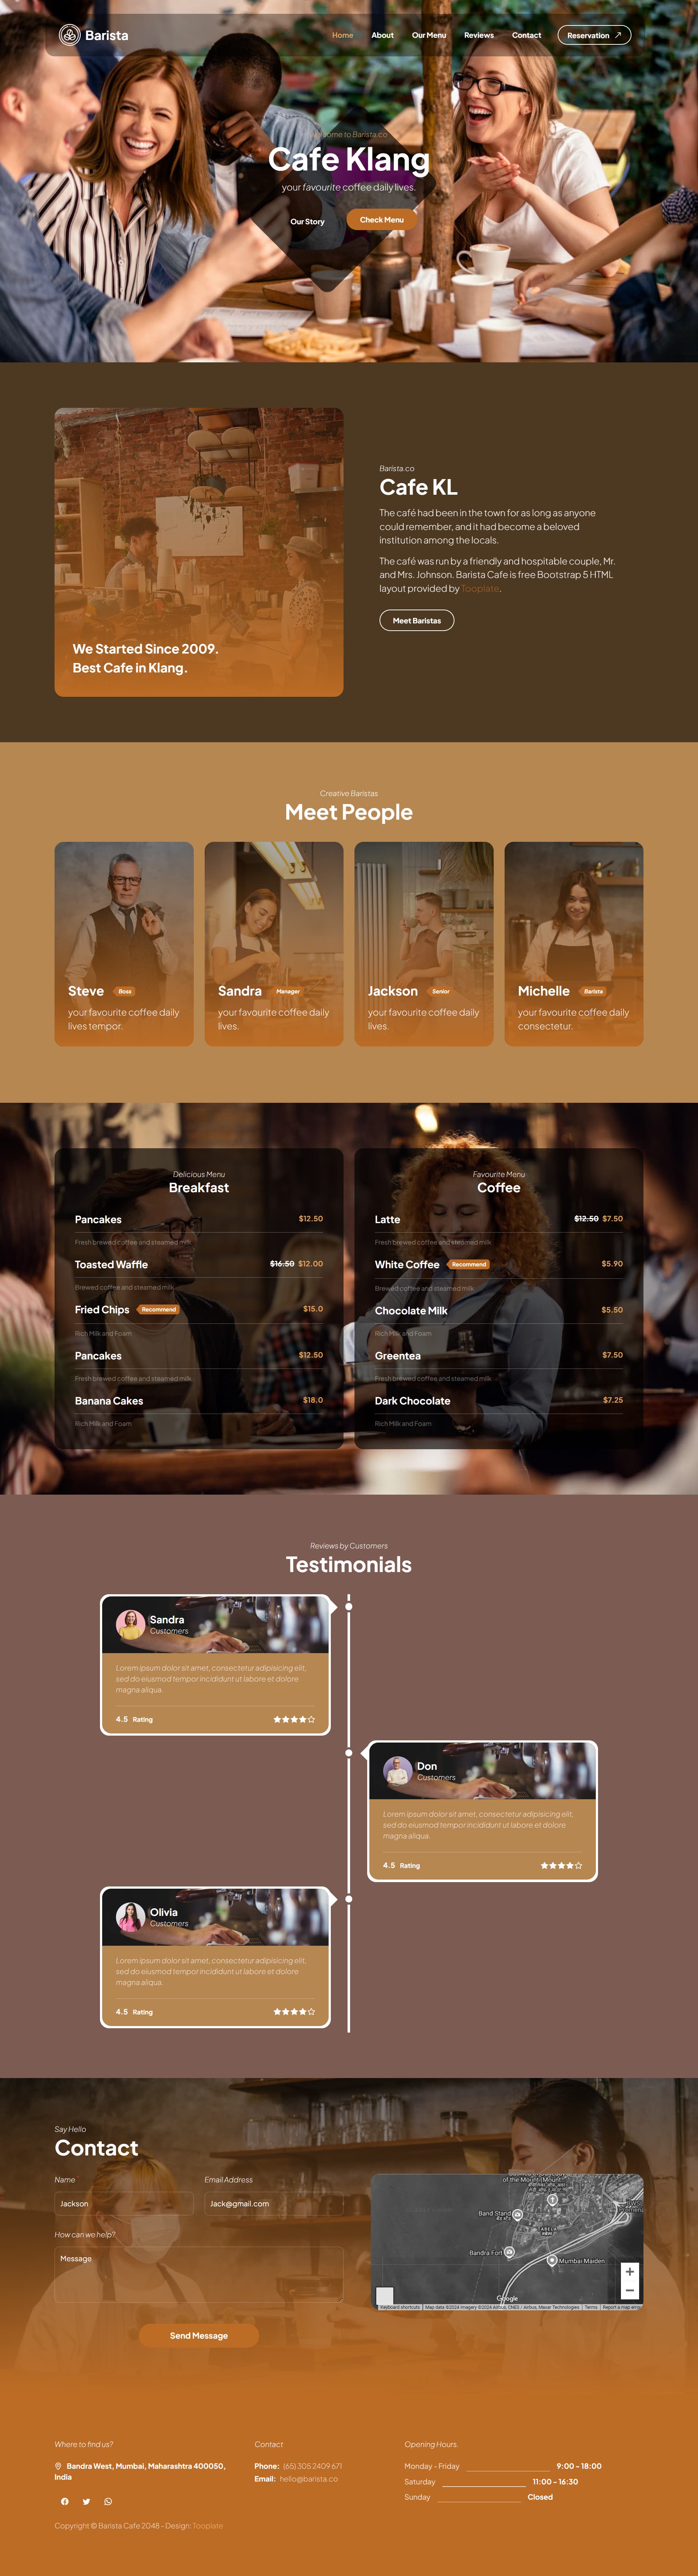 Barista
Home
About
Our Menu
Reviews
Contact
Reservation
to Barista.co
Cafe Klang
your favourite coffee daily lives.
Our Story
Check Menu
Barista.co
Cafe KL
The café had been in the town for as long as anyone
could remember, and it had become a beloved
institution among the locals.
The café was run by a friendly and hospitable couple, Mr.
and Mrs. Johnson. Barista Cafe is free Bootstrap 5 HTML
layout provided by Tooplate.
Meet Baristas
We Started Since 2009.
Best Cafe in Klang.
Creative Baristas
Meet People
Steve Boss
your favourite coffee daily
lives tempor.
Sandra Manager
your favourite coffee daily
lives.
Jackson Senior
your favourite coffee daily
lives.
Michelle Barista
your favourite coffee daily
consectetur.
Delicious Menu
Breakfast
Pancakes $12.50
Fresh brewed coffee and steamed milk
Toasted Waffle $16.50 $12.00
Brewed coffee and steamed milk
Fried Chips Recommend $15.0
Rich Milk and Foam
Pancakes $12.50
Fresh brewed coffee and steamed milk
Banana Cakes $18.0
Rich Milk and Foam
Favourite Menu
Coffee
Latte $12.50 $7.50
Fresh brewed coffee and steamed milk
White Coffee Recommend $5.90
Brewed coffee and steamed milk
Chocolate Milk $5.50
Rich Milk and Foam
Greentea $7.50
Fresh brewed coffee and steamed milk
Dark Chocolate $7.25
Rich Milk and Foam
Reviews by Customers
Testimonials
Sandra
Customers
Lorem ipsum dolor sit amet, consectetur adipisicing elit,
sed do eiusmod tempor incididunt ut labore et dolore
magna aliqua.
4.5 Rating
Don
Customers
Lorem ipsum dolor sit amet, consectetur adipisicing elit,
sed do eiusmod tempor incididunt ut labore et dolore
magna aliqua.
4.5 Rating
Olivia
Customers
Lorem ipsum dolor sit amet, consectetur adipisicing elit,
sed do eiusmod tempor incididunt ut labore et dolore
magna aliqua.
4.5 Rating
Say Hello
Contact
Name
Email Address
Jackson
Jack@gmail.com
How can we help?
Message
Send Message
of the Mount (Mount
Band Stand
Bandra Fort
Mumbai Maiden
Google
Keyboard shortcuts
Terms
Report a map error
Where to find us?
Bandra West, Mumbai, Maharashtra 400050,
India
Contact
Phone: (65) 305 2409 671
Email: hello@barista.co
Opening Hours.
Monday - Friday 9:00 - 18:00
Saturday 11:00 - 16:30
Sunday Closed
Copyright © Barista Cafe 2048 - Design: Tooplate